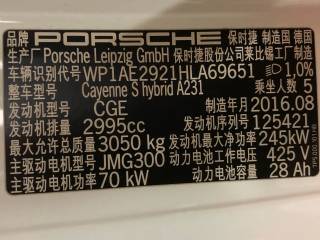 品牌 PORSCHE 保时捷 制造国 德国
生产厂 Porsche Leipzig GmbH 保时捷股份公司莱比锡工厂制造
车辆识别代号 WP1AE2921HLA69651 1,0%
整车型号 Cayenne S hybrid A231 乘坐人数 5
发动机型号 CGE 制造年月 2016.08
发动机排量 2995cc 发动机序列号 125421
最大允许总质量 3050 kg 发动机最大净功率 245kW
主驱动电机型号 JMG300 动力电池工作电压 425 V
主驱动电机功率 70 kW 动力电池容量 28 Ah